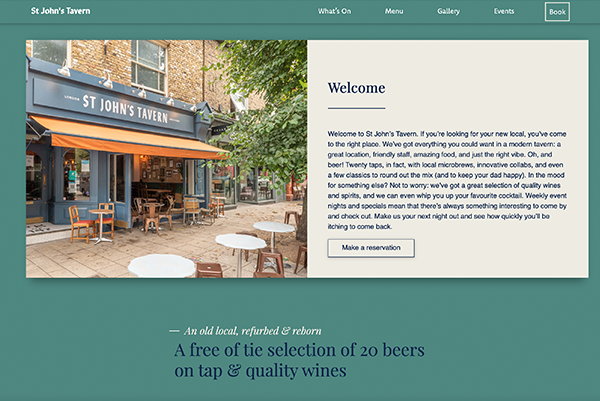 St John's Tavern
What's On
Menu
Gallery
Events
Book
ST JOHN'S TAVERN
Welcome
Welcome to St John's Tavern. If you're looking for your new local, you've come
to the right place. We've got everything you could want in a modern tavern: a
great location, friendly staff, amazing food, and just the right vibe. Oh, and
beer! Twenty taps, in fact, with local microbrews, innovative collabs, and even
a few classics to round out the mix (and to keep your dad happy). In the mood
for something else? Not to worry: we've got a great selection of quality wines
and spirits, and we can even whip you up your favourite cocktail. Weekly event
nights and specials mean that there's always something interesting to come by
and check out. Make us your next night out and see how quickly you'll be
itching to come back.
Make a reservation
— An old local, refurbed & reborn
A free of tie selection of 20 beers
on tap & quality wines